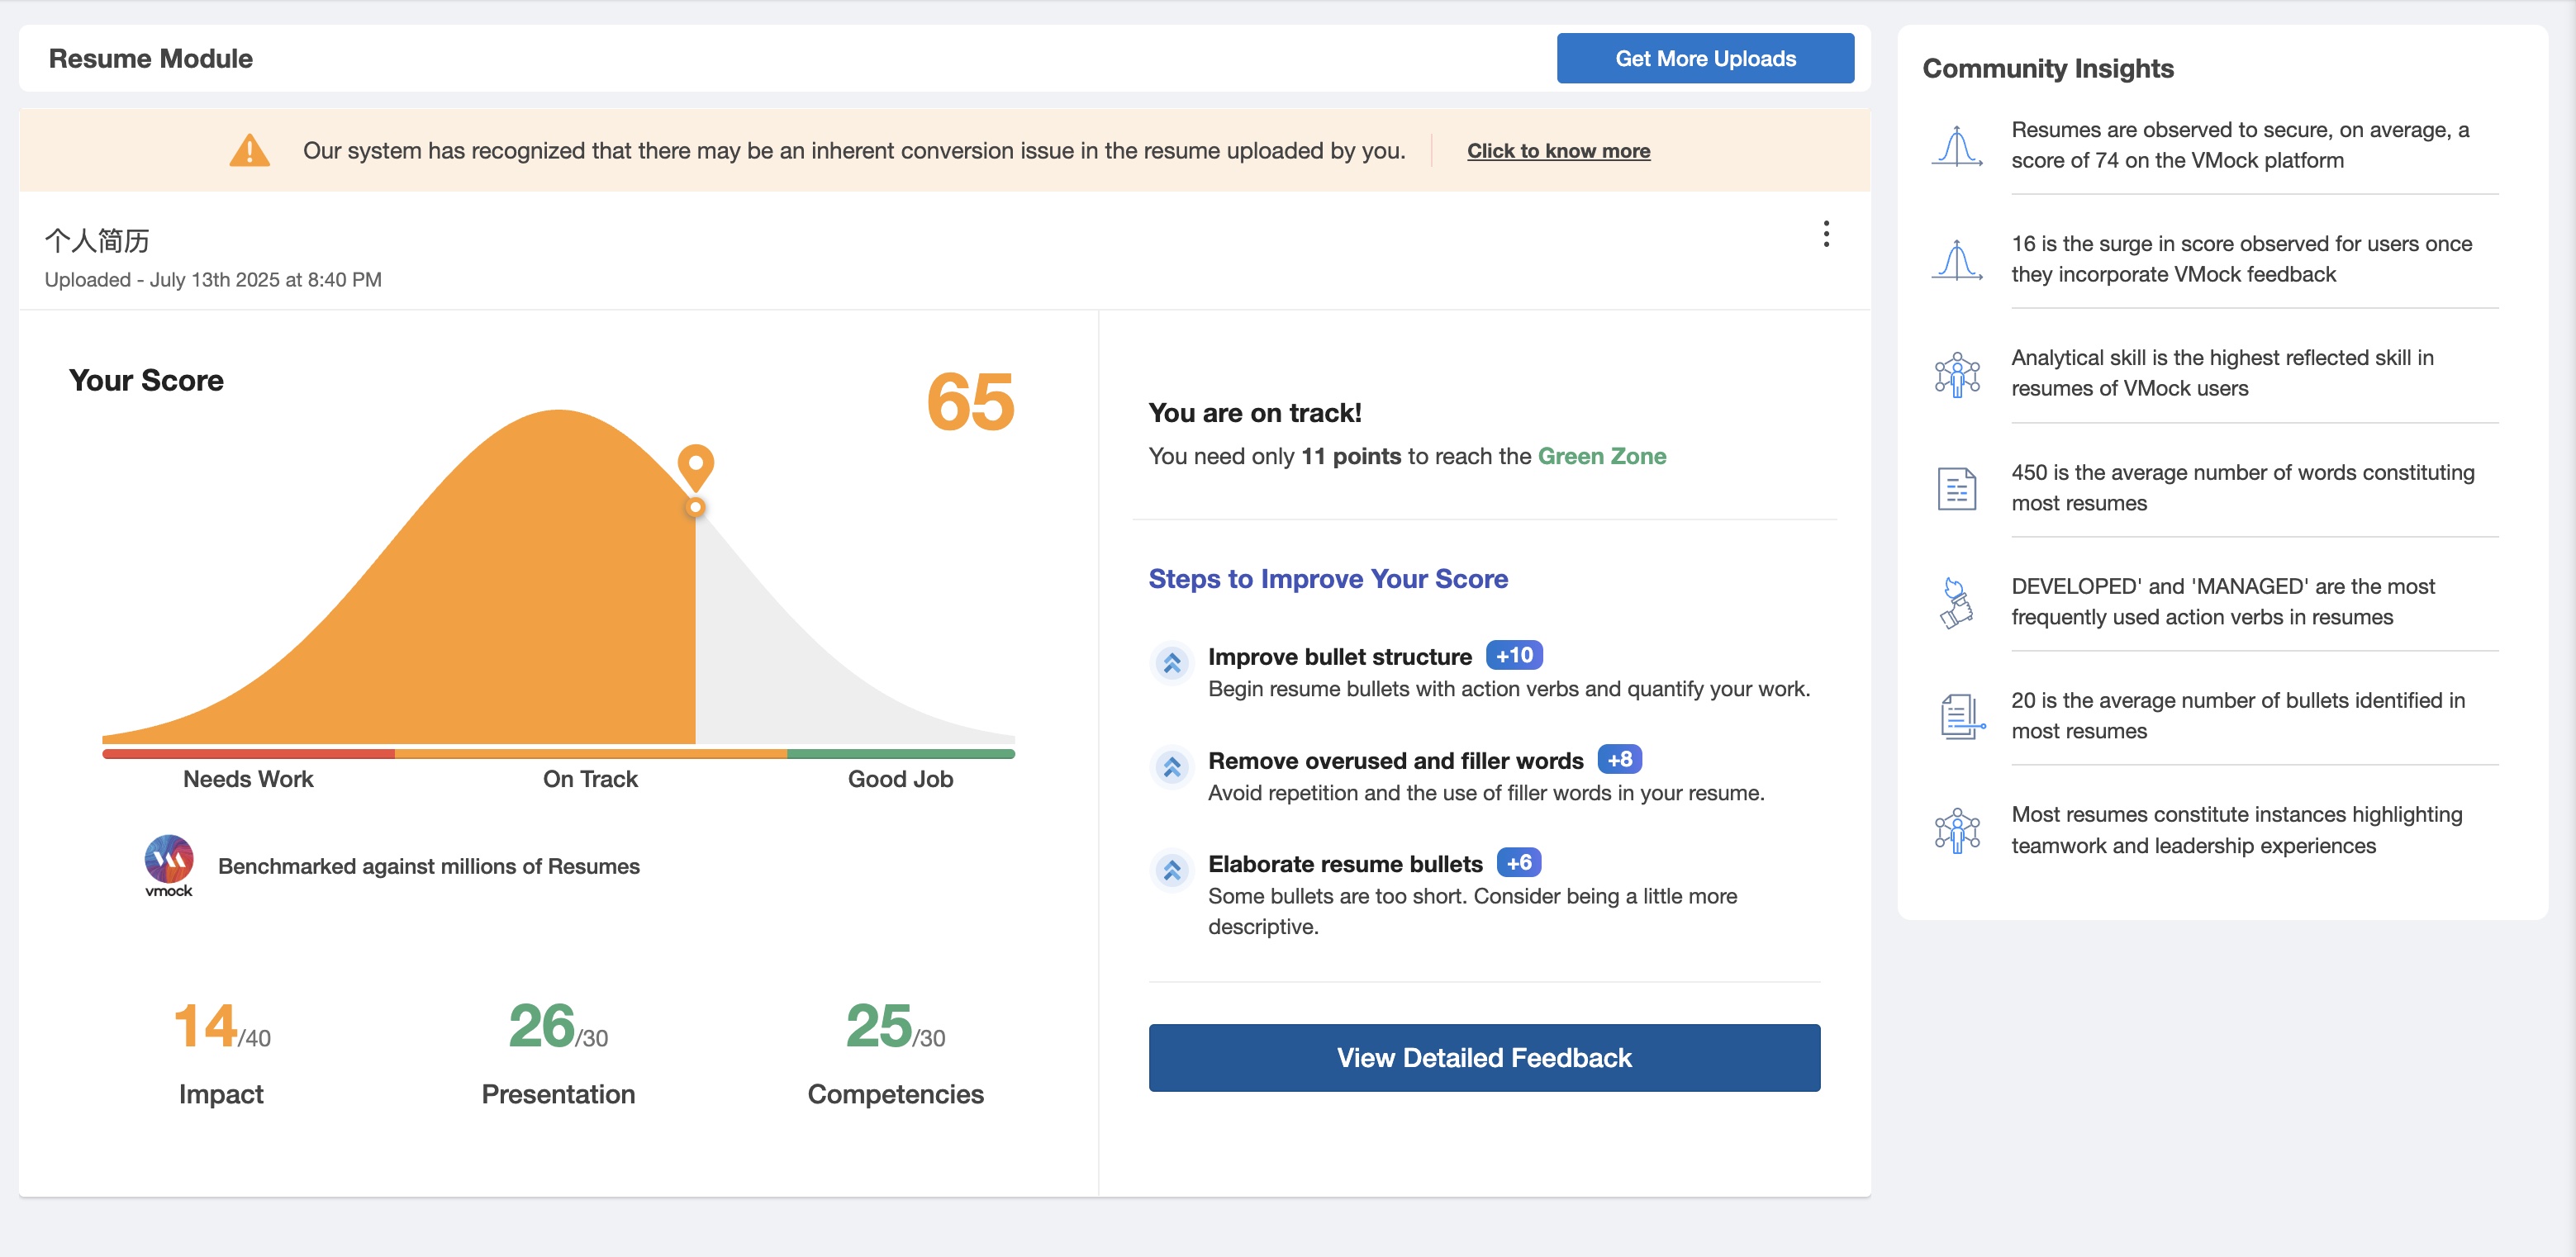 Resume Module
Get More Uploads
Our system has recognized that there may be an inherent conversion issue in the resume uploaded by you.
Click to know more
个人简历
Uploaded - July 13th 2025 at 8:40 PM
Your Score
65
Needs Work
On Track
Good Job
vmock
Benchmarked against millions of Resumes
14/40
26/30
25/30
Impact
Presentation
Competencies
You are on track!
You need only 11 points to reach the Green Zone
Steps to Improve Your Score
Improve bullet structure +10
Begin resume bullets with action verbs and quantify your work.
Remove overused and filler words +8
Avoid repetition and the use of filler words in your resume.
Elaborate resume bullets +6
Some bullets are too short. Consider being a little more
descriptive.
View Detailed Feedback
Community Insights
Resumes are observed to secure, on average, a
score of 74 on the VMock platform
16 is the surge in score observed for users once
they incorporate VMock feedback
Analytical skill is the highest reflected skill in
resumes of VMock users
450 is the average number of words constituting
most resumes
DEVELOPED' and 'MANAGED' are the most
frequently used action verbs in resumes
20 is the average number of bullets identified in
most resumes
Most resumes constitute instances highlighting
teamwork and leadership experiences